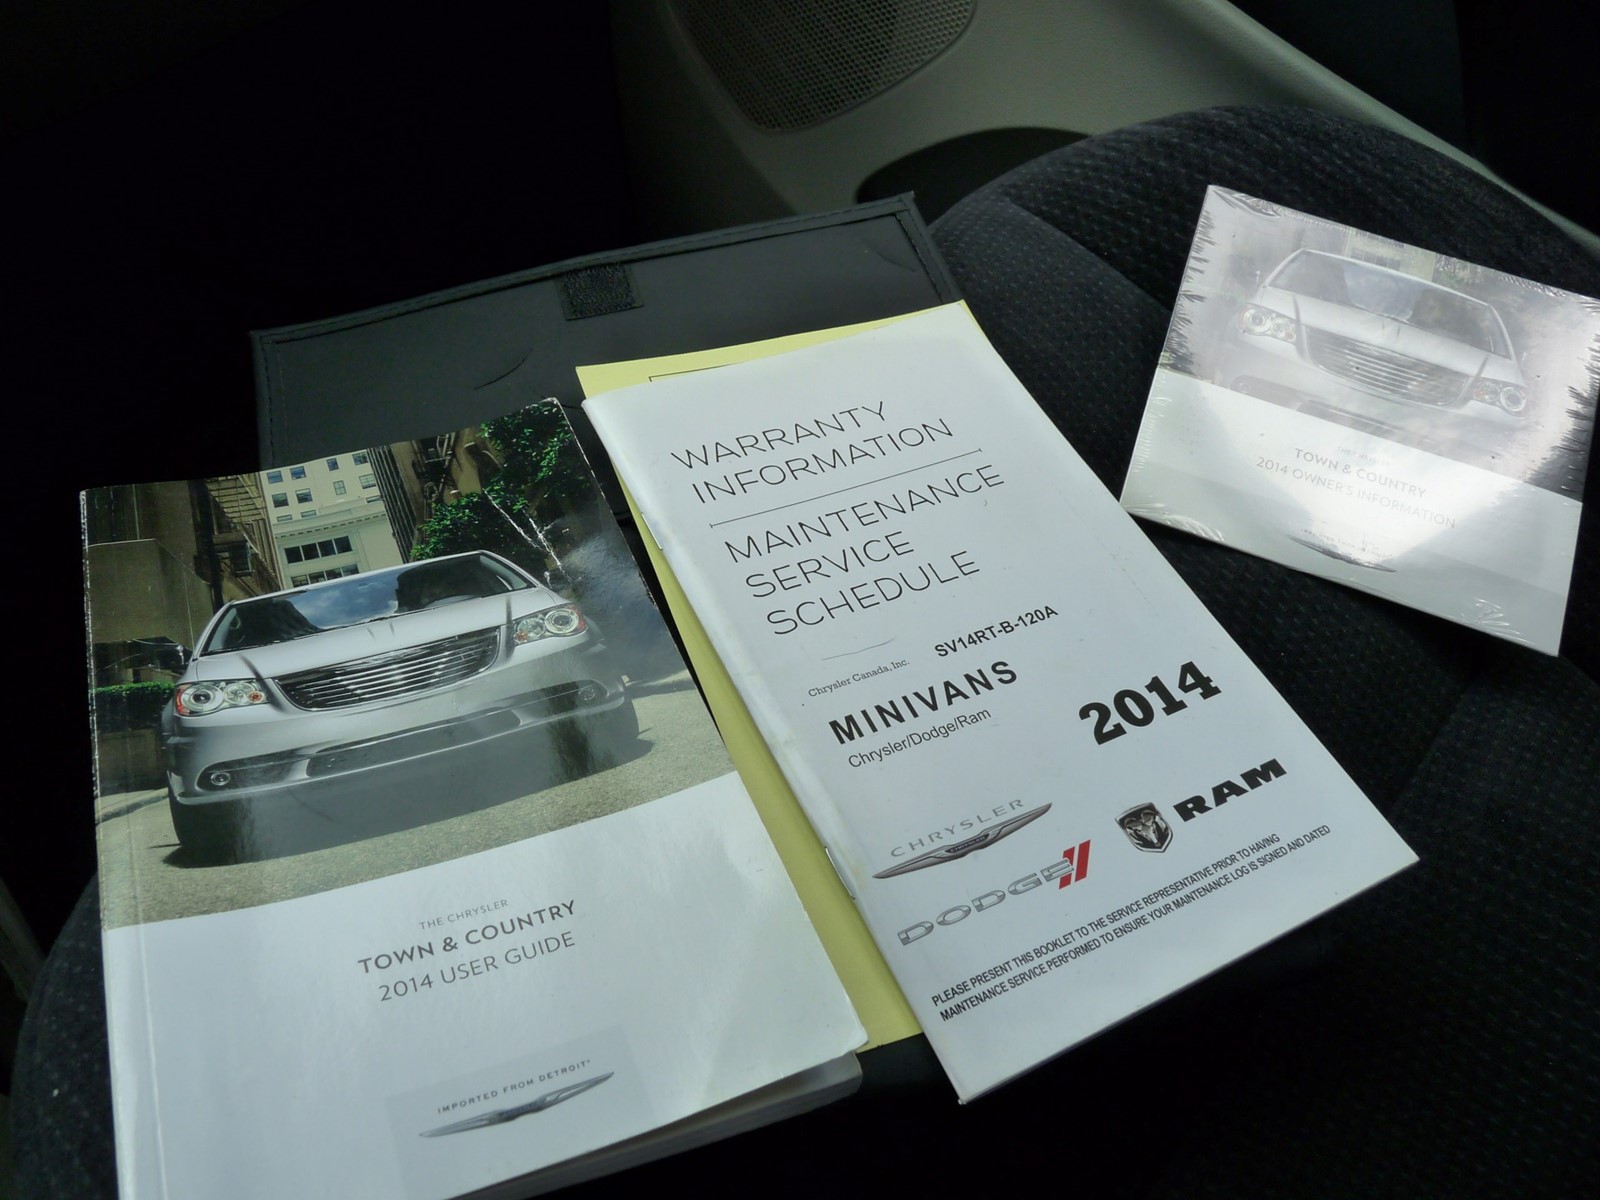 THE CHRYSLER
TOWN & COUNTRY
2014 USER GUIDE
IMPORTED FROM DETROIT
WARRANTY
INFORMATION
MAINTENANCE
SERVICE
SCHEDULE
Chrysler Canada, Inc.
SV14RT-B-120A
MINIVANS
Chrysler/Dodge/Ram
2014
CHRYSLER
DODGE
RAM
PLEASE PRESENT THIS BOOKLET TO THE SERVICE REPRESENTATIVE PRIOR TO HAVING
MAINTENANCE SERVICE PERFORMED TO ENSURE YOUR MAINTENANCE LOG IS SIGNED AND DATED
TOWN & COUNTRY
2014 OWNER'S INFORMATION